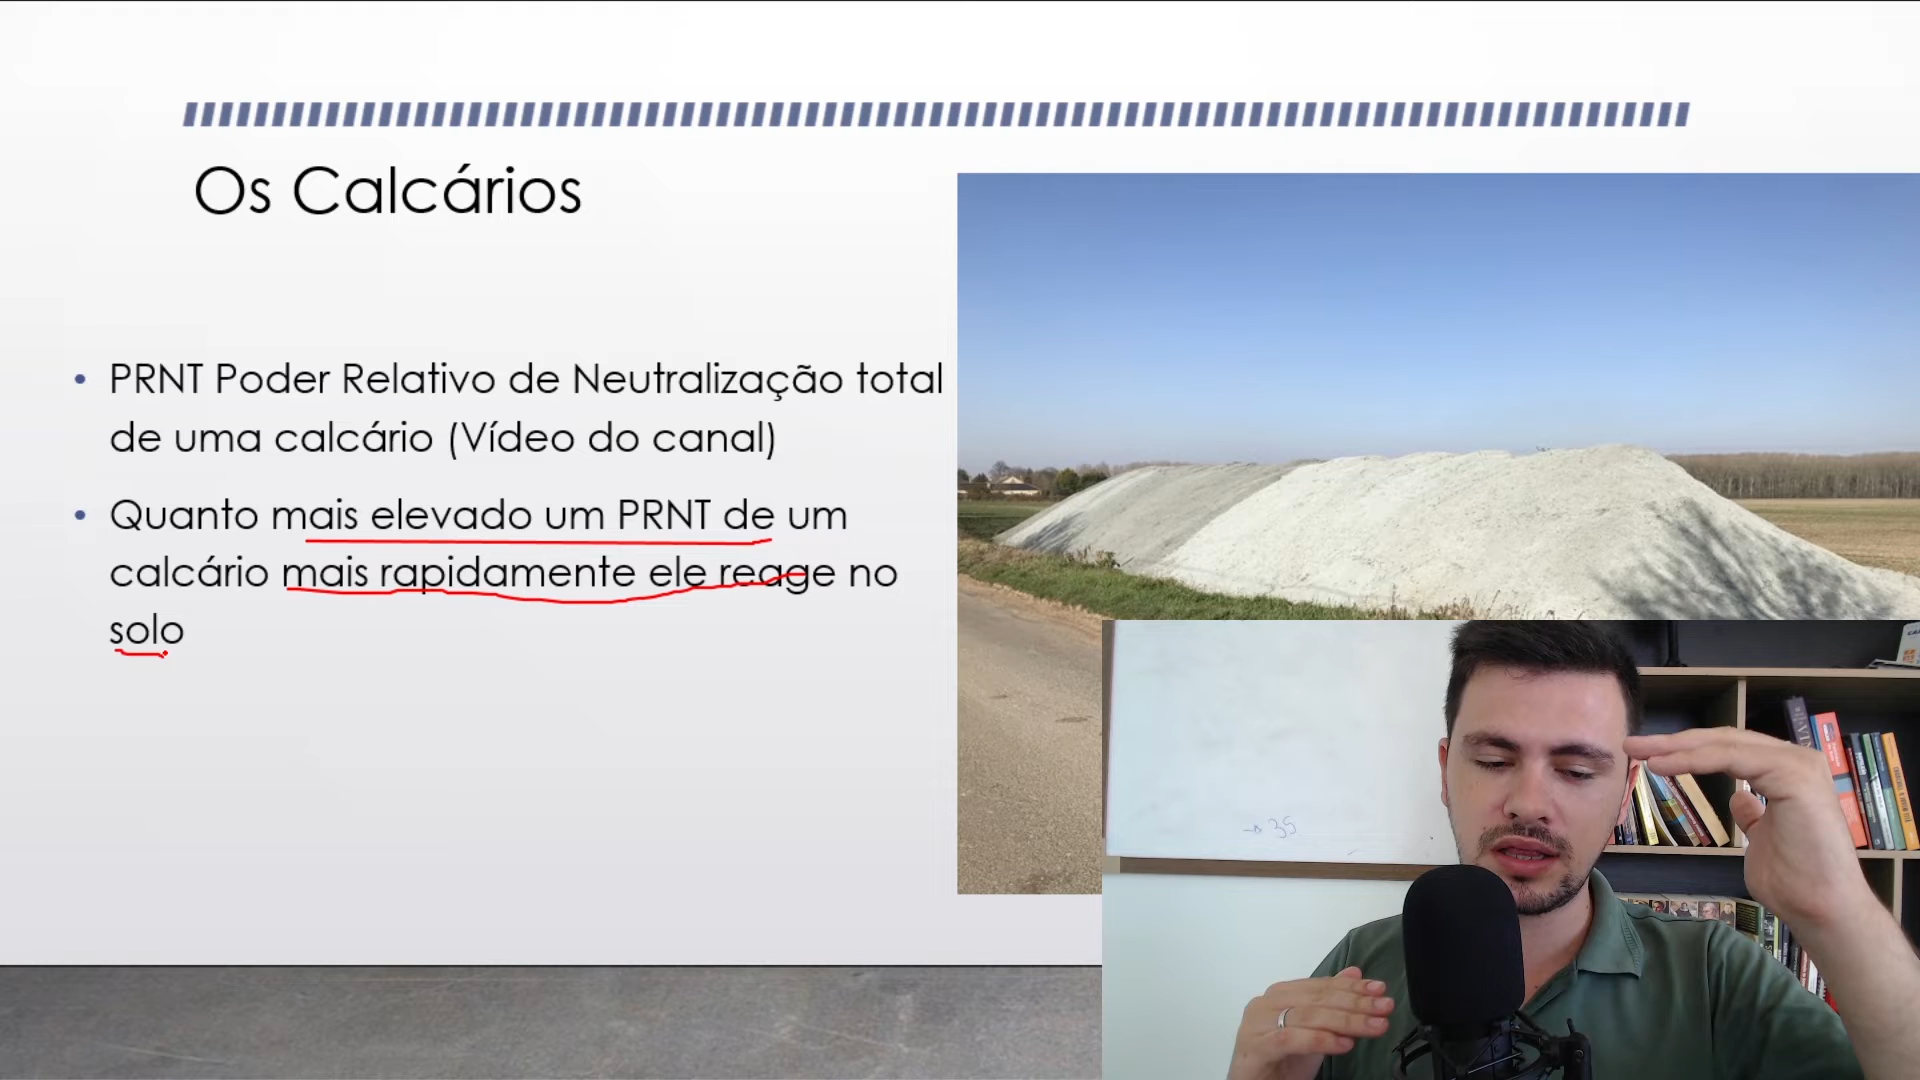 Os Calcários
• PRNT Poder Relativo de Neutralização total
de uma calcário (Vídeo do canal)
• Quanto mais elevado um PRNT de um
calcário mais rapidamente ele reage no
solo
→ 35